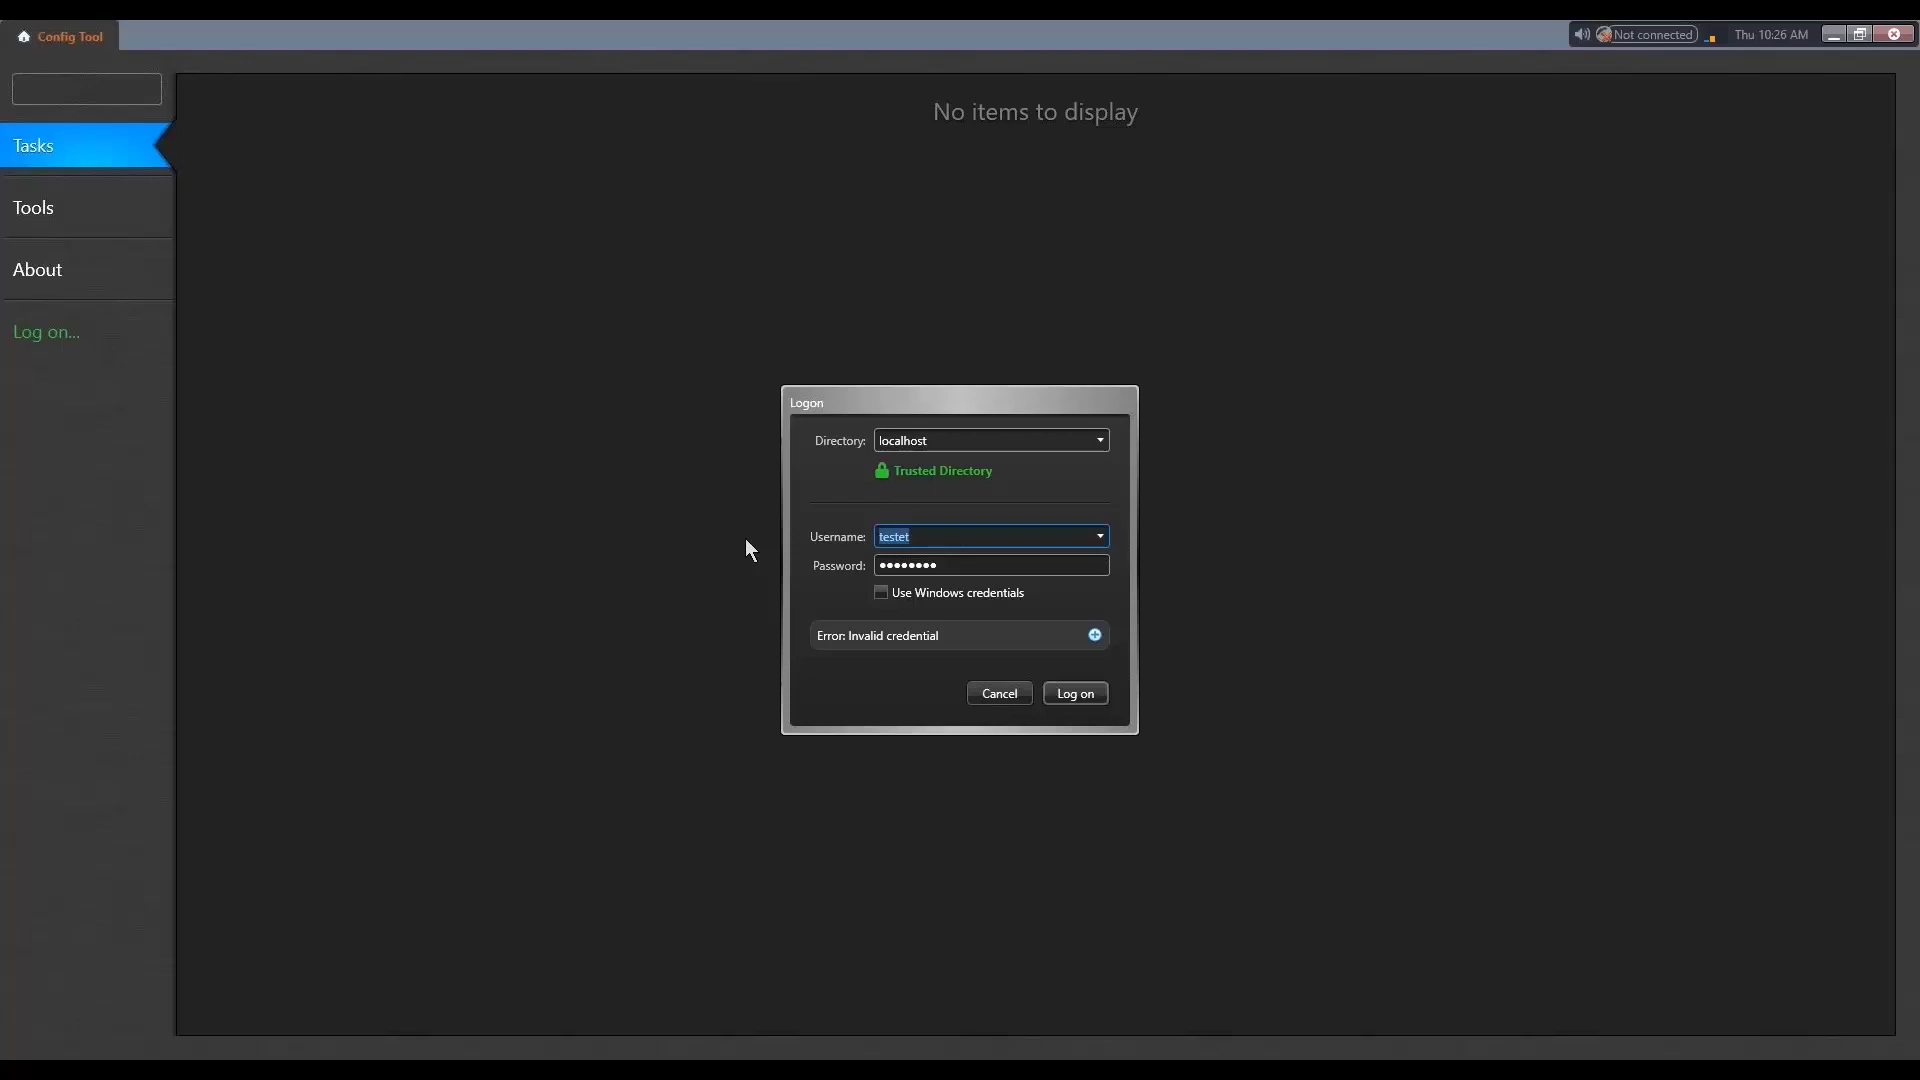 Config Tool
Not connected
Thu 10:26 AM
No items to display
Tasks
Tools
About
Log on...
Logon
Directory: localhost
Trusted Directory
Username: testet
Password: ••••••••
Use Windows credentials
Error: Invalid credential
Cancel Log on